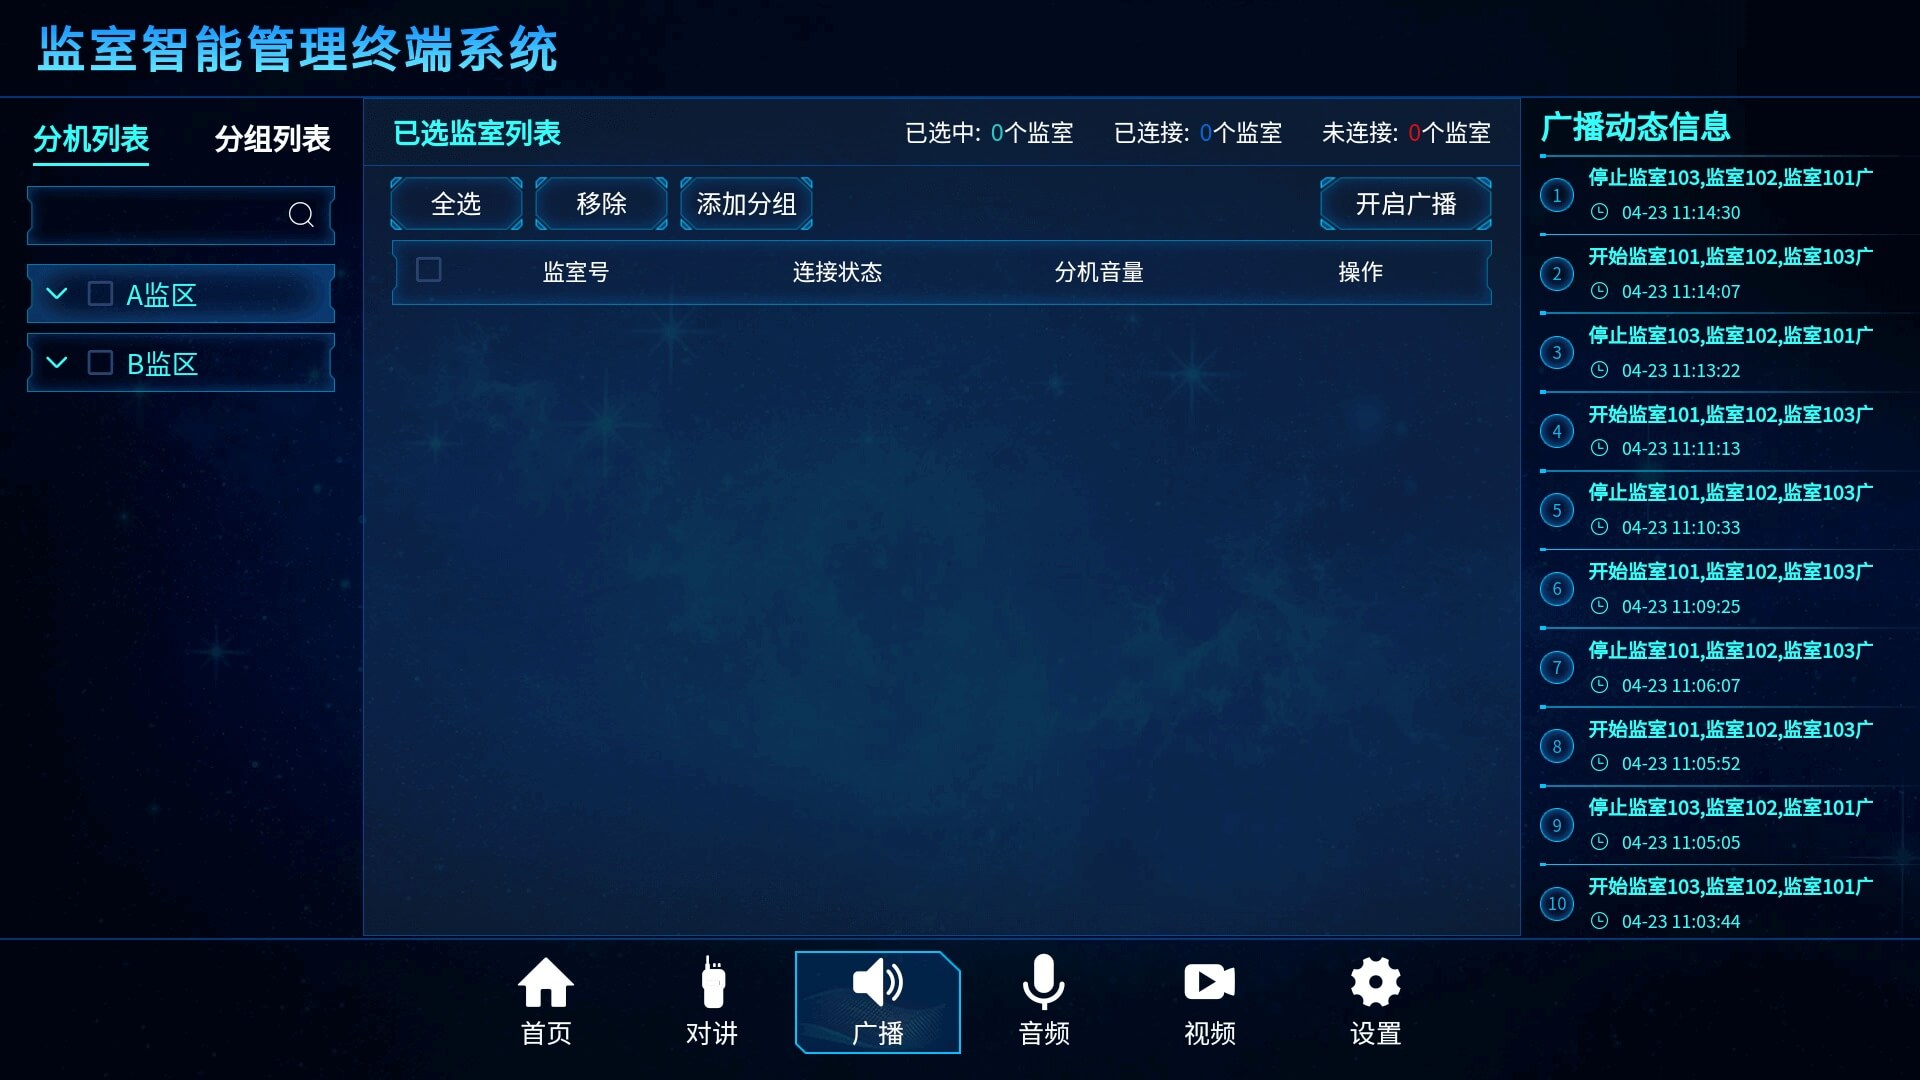 监室智能管理终端系统
分机列表 分组列表
A监区
B监区
已选监室列表
已选中: 0个监室 已连接: 0个监室 未连接: 0个监室
全选 移除 添加分组 开启广播
监室号 连接状态 分机音量 操作
广播动态信息
1 停止监室103,监室102,监室101广
04-23 11:14:30
2 开始监室101,监室102,监室103广
04-23 11:14:07
3 停止监室103,监室102,监室101广
04-23 11:13:22
4 开始监室101,监室102,监室103广
04-23 11:11:13
5 停止监室101,监室102,监室103广
04-23 11:10:33
6 开始监室101,监室102,监室103广
04-23 11:09:25
7 停止监室101,监室102,监室103广
04-23 11:06:07
8 开始监室101,监室102,监室103广
04-23 11:05:52
9 停止监室103,监室102,监室101广
04-23 11:05:05
10 开始监室103,监室102,监室101广
04-23 11:03:44
首页 对讲 广播 音频 视频 设置